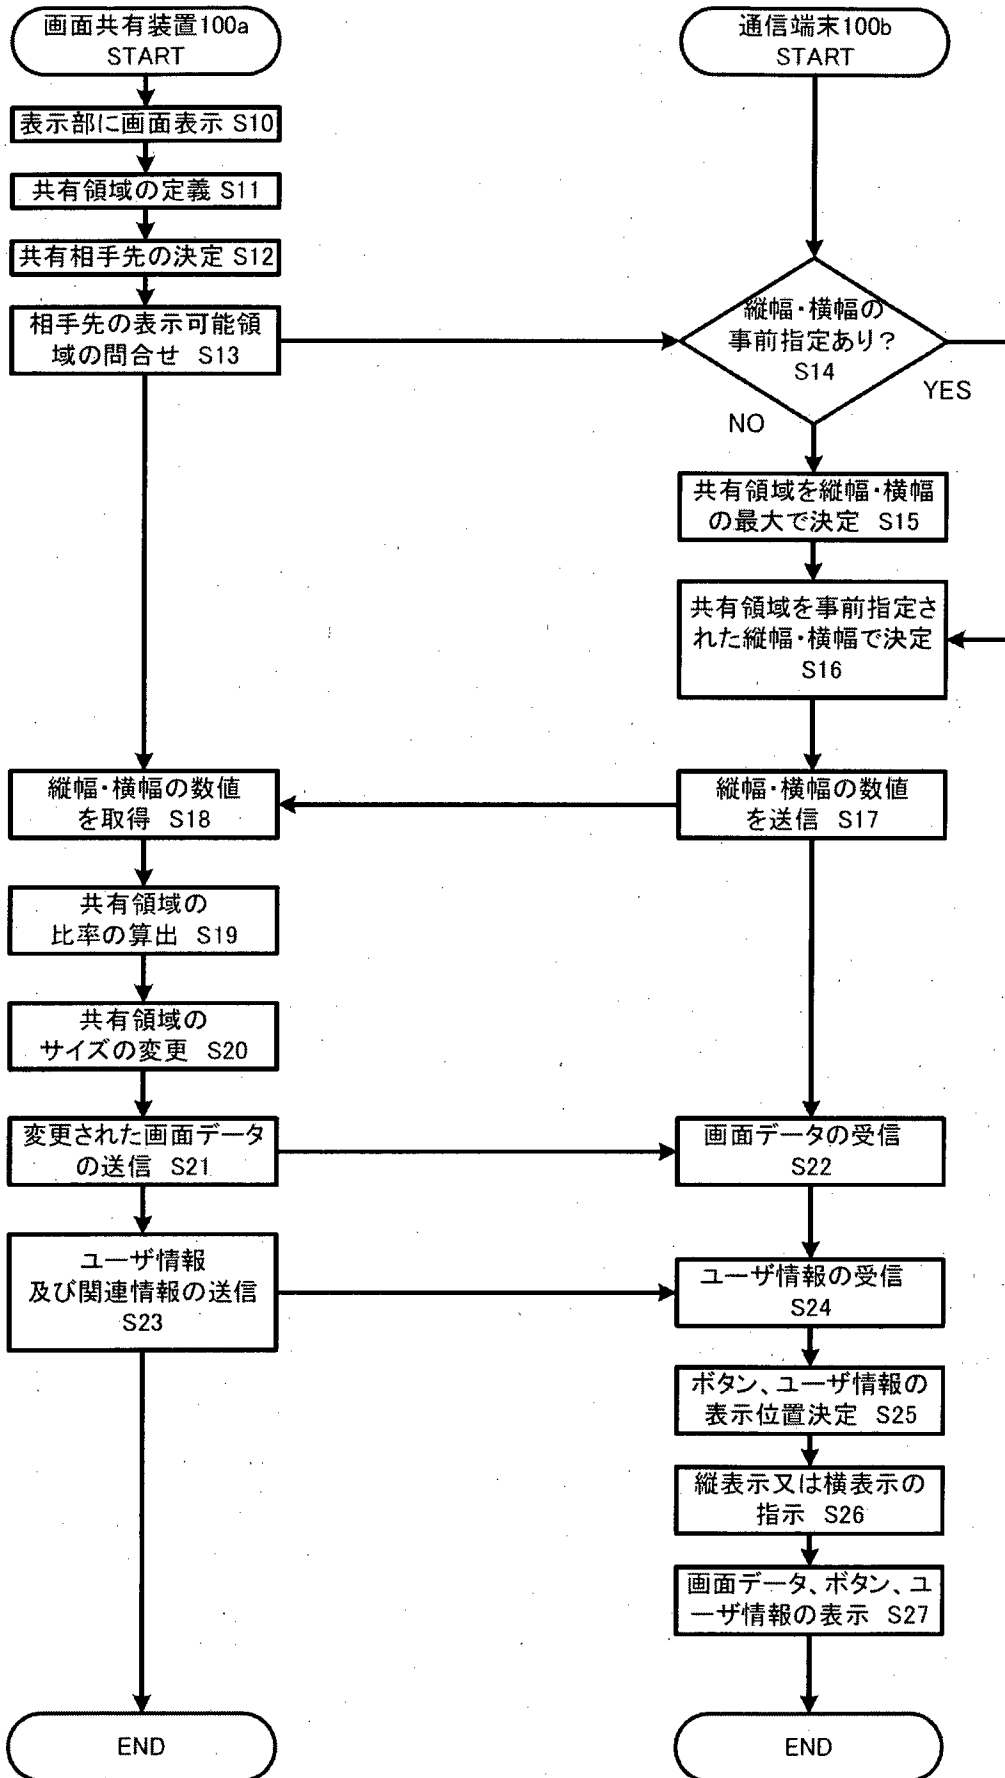 画面共有装置100a
START
表示部に画面表示 S10
共有領域の定義 S11
共有相手先の決定 S12
相手先の表示可能領
域の問合せ S13
通信端末100b
START
縦幅・横幅の
事前指定あり?
S14
YES
NO
共有領域を縦幅・横幅
の最大で決定 S15
共有領域を事前指定さ
れた縦幅・横幅で決定
S16
縦幅・横幅の数値
を送信 S17
縦幅・横幅の数値
を取得 S18
共有領域の
比率の算出 S19
共有領域の
サイズの変更 S20
変更された画面データ
の送信 S21
画面データの受信
S22
ユーザ情報
及び関連情報の送信
S23
ユーザ情報の受信
S24
ボタン、ユーザ情報の
表示位置決定 S25
縦表示又は横表示の
指示 S26
画面データ、ボタン、ユ
ーザ情報の表示 S27
END
END